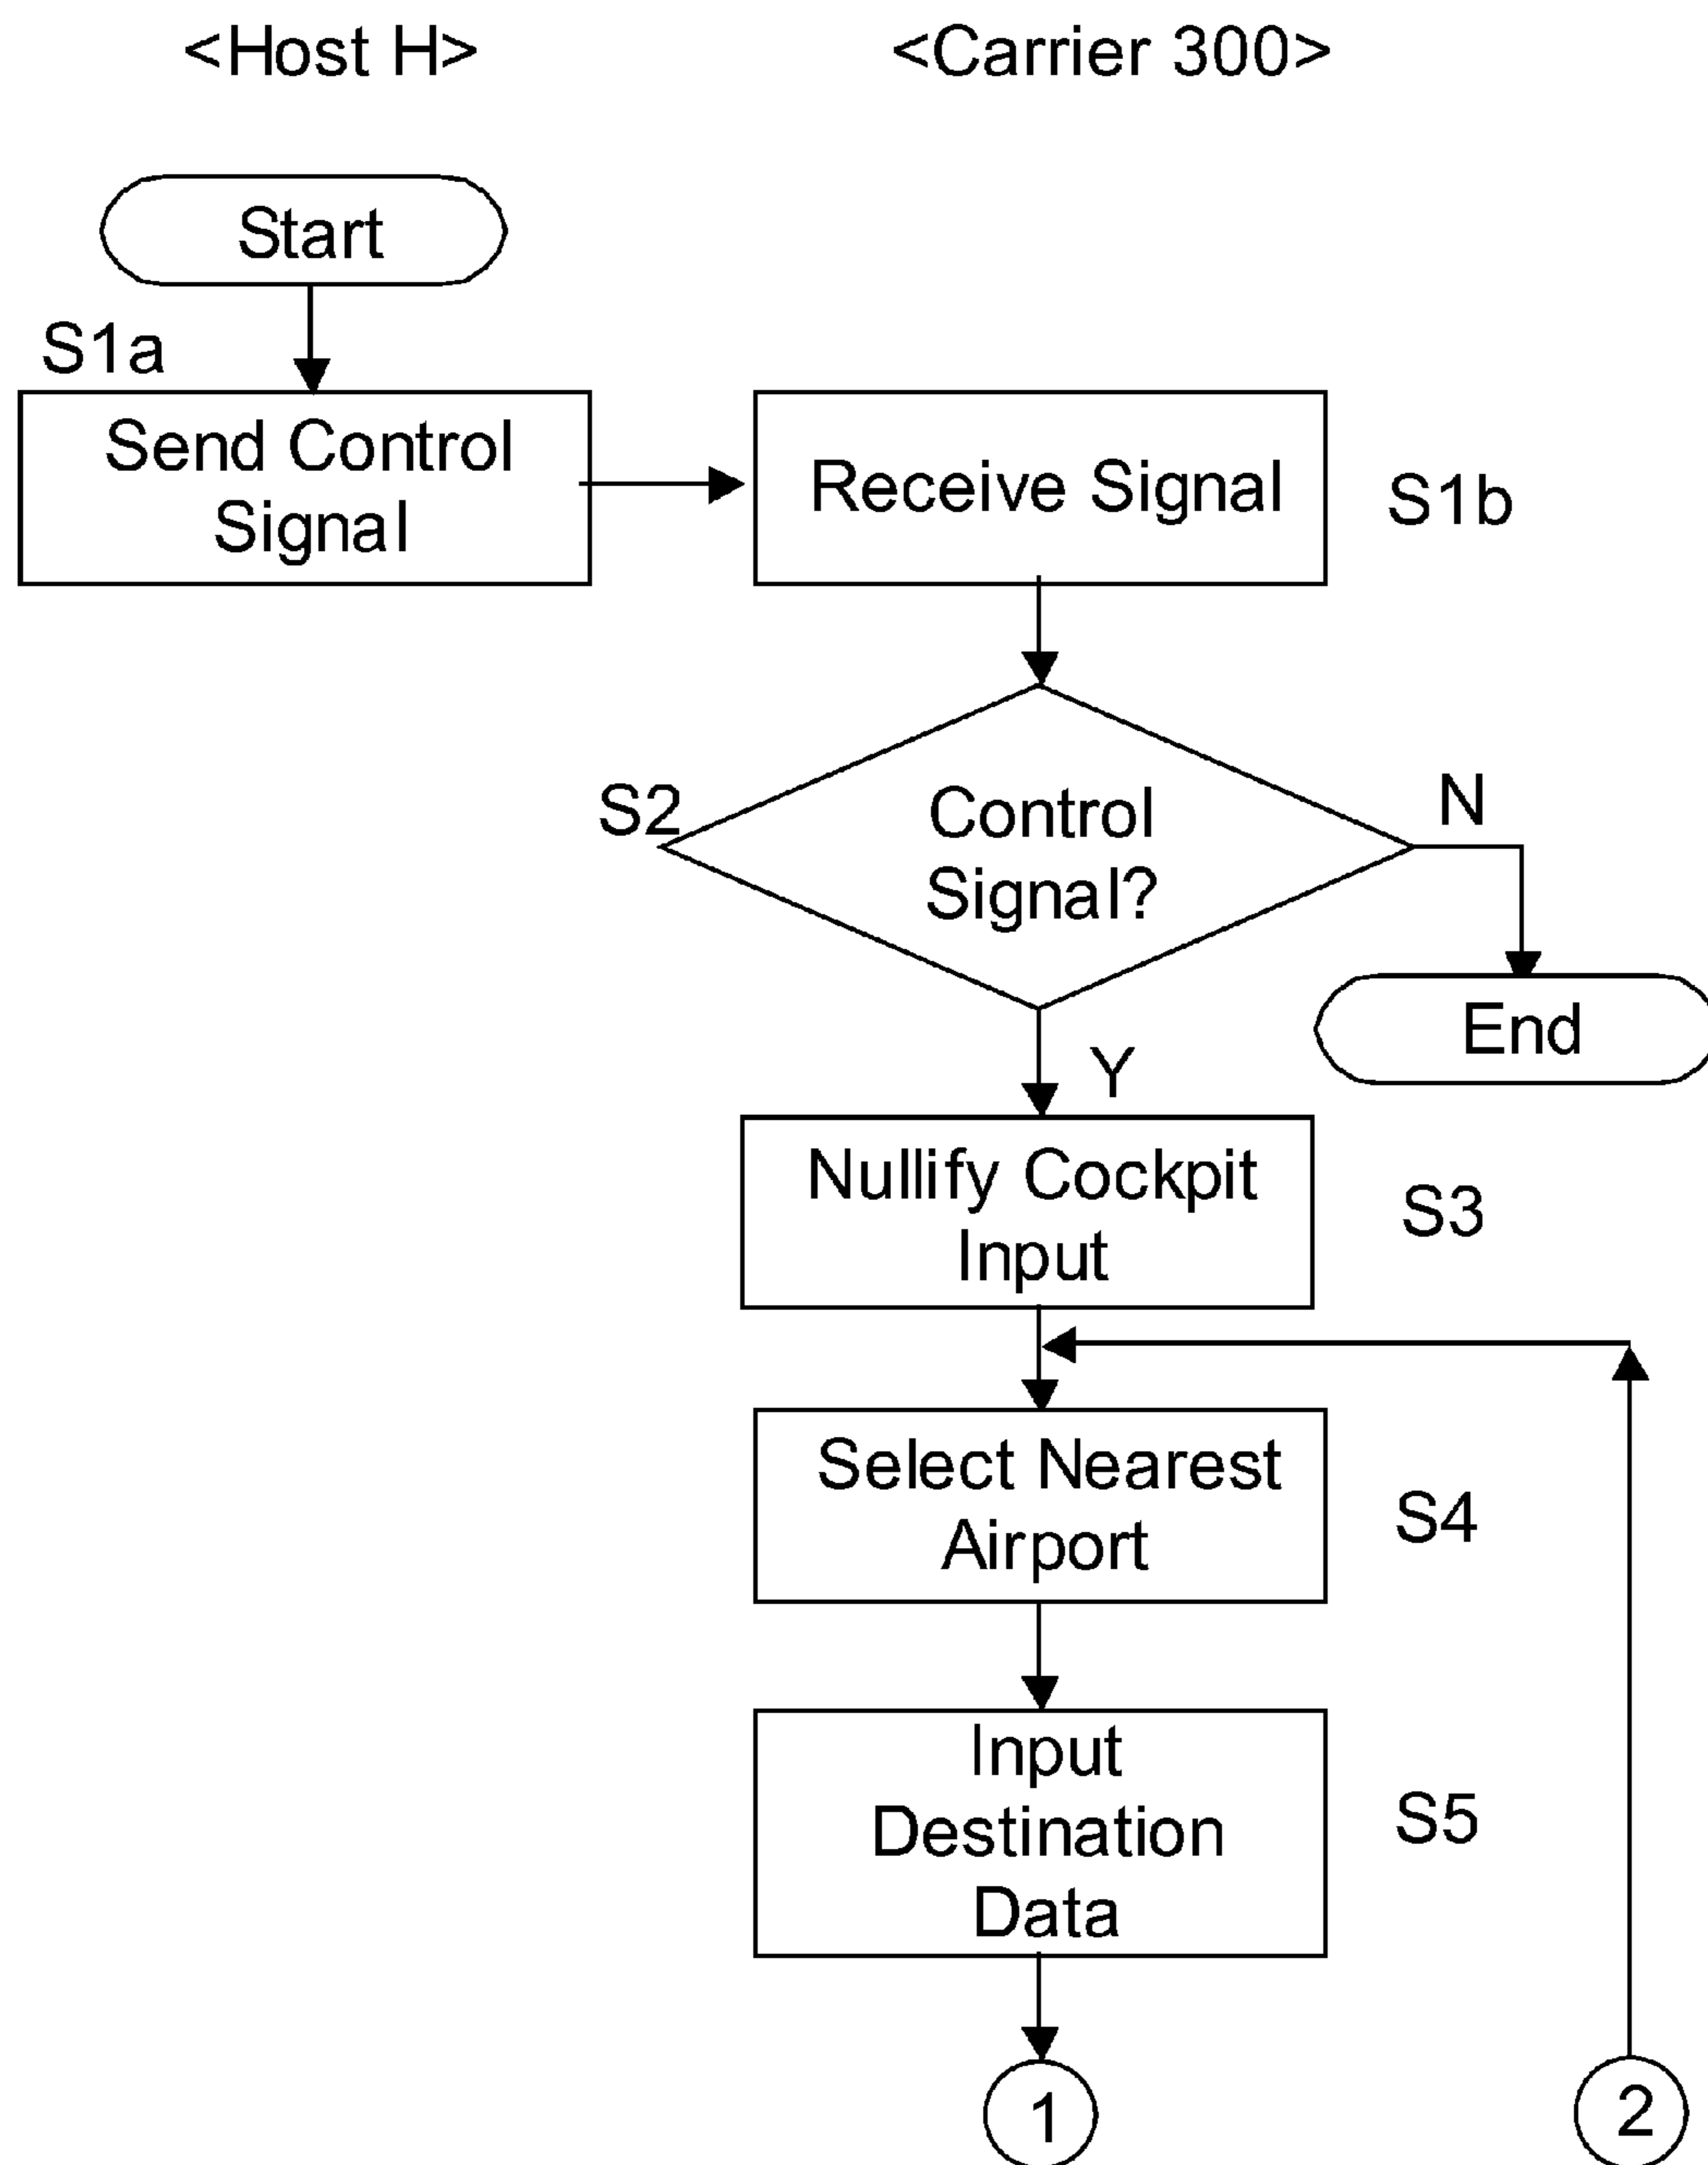 <Host H>
<Carrier 300>
Start
S1a
Send Control
Signal
Receive Signal
S1b
S2
Control
Signal?
N
End
Y
Nullify Cockpit
Input
S3
Select Nearest
Airport
S4
Input
Destination
Data
S5
1
2